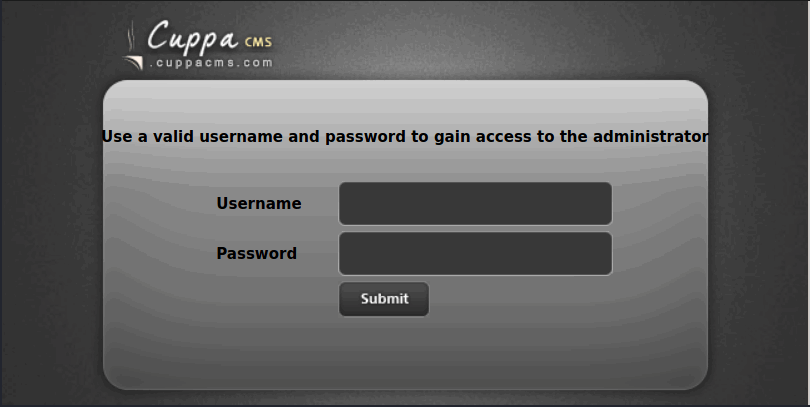 Cuppa CMS
.cuppacms.com
Use a valid username and password to gain access to the administrator
Username
Password
Submit